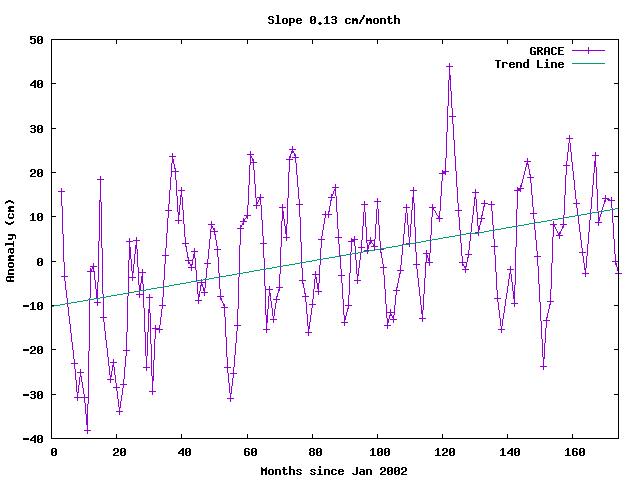 Slope 0.13 cm/month
50
40
30
20
10
0
-10
-20
-30
-40
Anomaly (cm)
GRACE
Trend Line
0 20 40 60 80 100 120 140 160
Months since Jan 2002